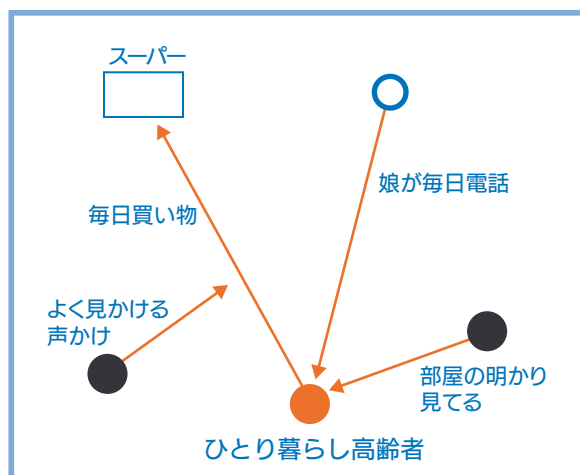 スーパー
毎日買い物
娘が毎日電話
よく見かける
声かけ
部屋の明かり
見てる
ひとり暮らし高齢者